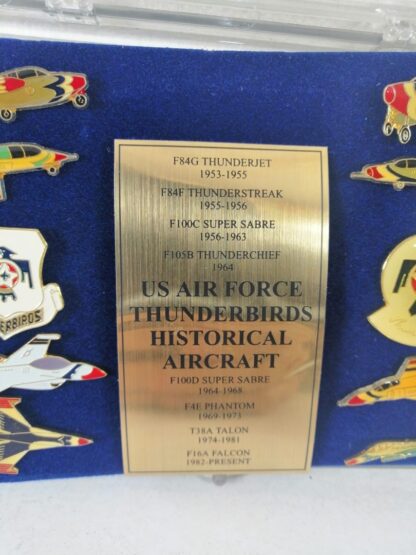 F84G THUNDERJET
1953-1955
F84F THUNDERSTREAK
1955-1956
F100C SUPER SABRE
1956-1963
F105B THUNDERCHIEF
1964
US AIR FORCE
THUNDERBIRDS
HISTORICAL
AIRCRAFT
F100D SUPER SABRE
1964-1968
F4E PHANTOM
1969-1973
T38A TALON
1974-1981
F16A FALCON
1982-PRESENT
ERBIRDS